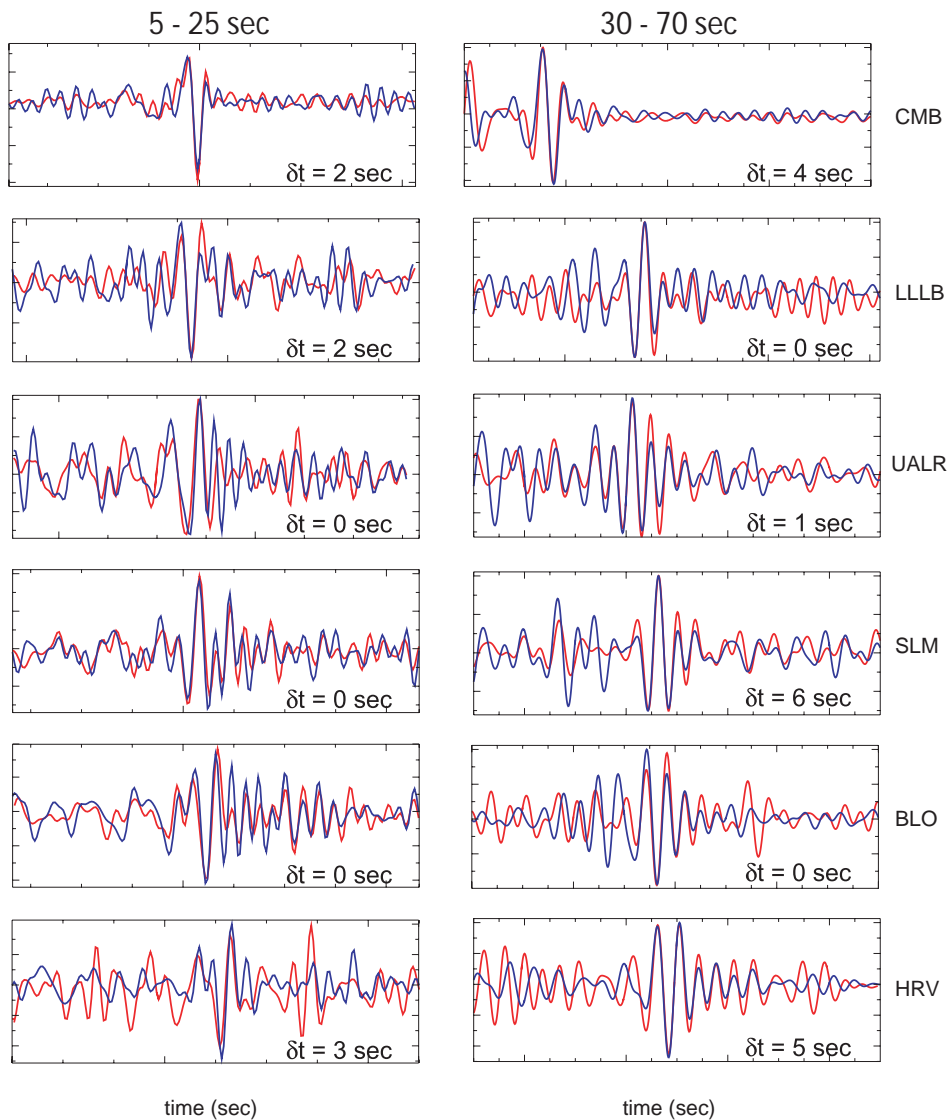 5 - 25 sec
30 - 70 sec
δt = 2 sec
δt = 4 sec
CMB
δt = 2 sec
δt = 0 sec
LLLB
δt = 0 sec
δt = 1 sec
UALR
δt = 0 sec
δt = 6 sec
SLM
δt = 0 sec
δt = 0 sec
BLO
δt = 3 sec
δt = 5 sec
HRV
time (sec)
time (sec)